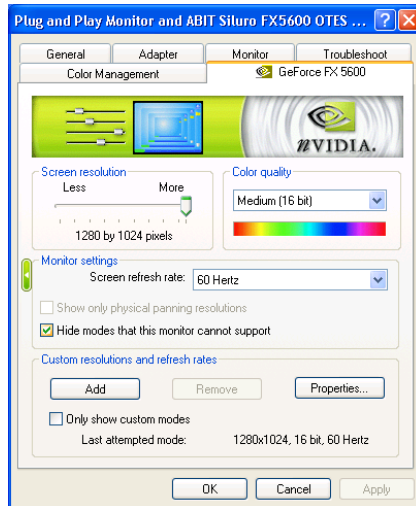 Plug and Play Monitor and ABIT Siluro FX5600 OTES ...
General Adapter Monitor Troubleshoot
Color Management GeForce FX 5600
nVIDIA.
Screen resolution
Less More
1280 by 1024 pixels
Color quality
Medium (16 bit)
Monitor settings
Screen refresh rate: 60 Hertz
Show only physical panning resolutions
Hide modes that this monitor cannot support
Custom resolutions and refresh rates
Add Remove Properties...
Only show custom modes
Last attempted mode: 1280x1024, 16 bit, 60 Hertz
OK Cancel Apply